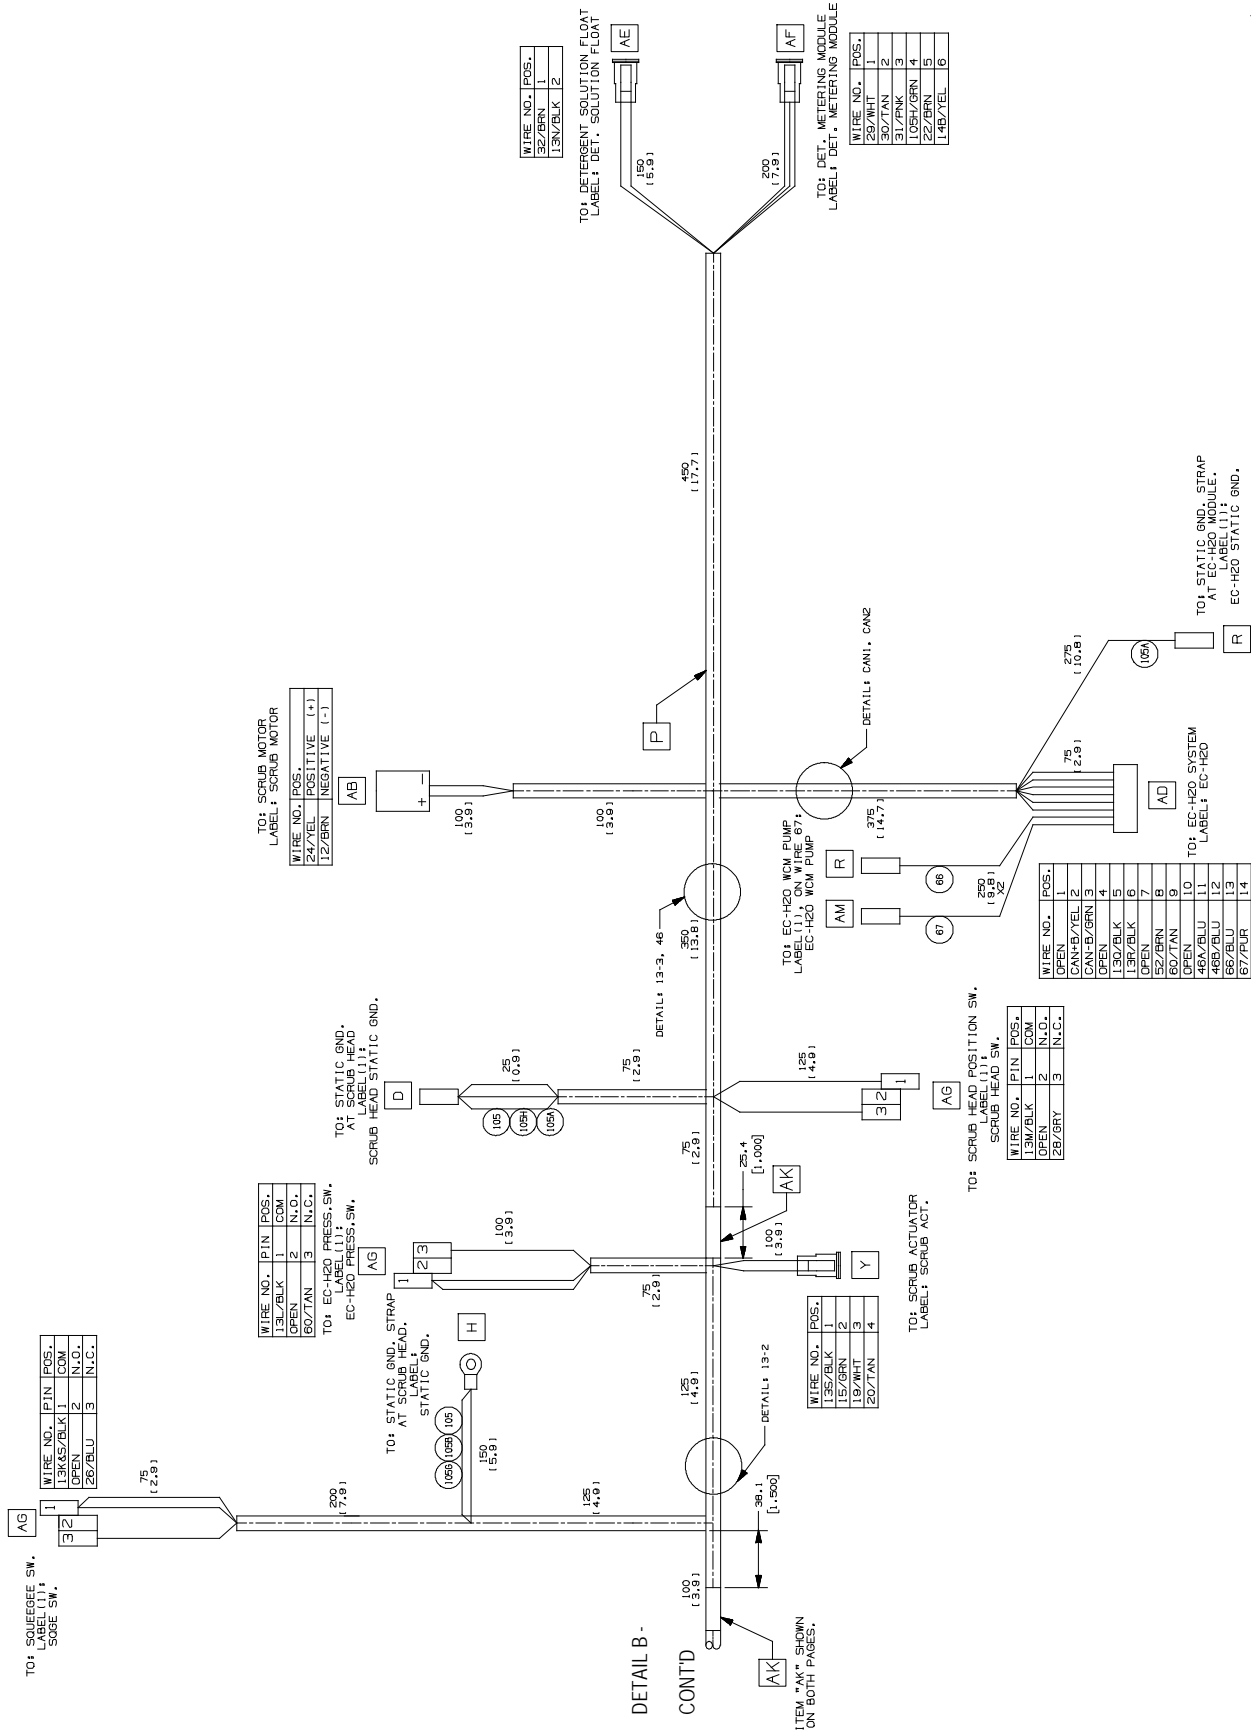 TO: SQUEEGEE SW.
LABEL(1):
SQGE SW.
AG
3 2
1
WIRE NO. PIN POS.
13K&S/BLK 1 COM
OPEN 2 N.O.
26/BLU 3 N.C.
75
[2.9]
200
[7.9]
125
[4.9]
105G 105B 105
150
[5.9]
H
TO: STATIC GND. STRAP
AT SCRUB HEAD.
LABEL:
STATIC GND.
WIRE NO. PIN POS.
13L/BLK 1 COM
OPEN 2 N.O.
60/TAN 3 N.C.
TO: EC-H2O PRESS.SW.
LABEL(1):
EC-H2O PRESS.SW.
AG
1
2 3
100
[3.9]
75
[2.9]
TO: STATIC GND.
AT SCRUB HEAD
LABEL(1):
SCRUB HEAD STATIC GND.
D
25
[0.9]
105 105H 105A
75
[2.9]
TO: SCRUB MOTOR
LABEL: SCRUB MOTOR
WIRE NO. POS.
24/YEL POSITIVE (+)
12/BRN NEGATIVE (-)
AB
+ -
100
[3.9]
100
[3.9]
WIRE NO. POS.
32/BRN 1
13N/BLK 2
TO: DETERGENT SOLUTION FLOAT
LABEL: DET. SOLUTION FLOAT
AE
150
[5.9]
DETAIL B -
CONT'D
AK
ITEM "AK" SHOWN
ON BOTH PAGES.
100
[3.9]
38.1
[1.500]
DETAIL: 13-2
125
[4.9]
AK
25.4
[1.000]
75
[2.9]
DETAIL: 13-3, 46
350
[13.8]
P
450
[17.7]
200
[7.9]
AF
TO: DET. METERING MODULE
LABEL: DET. METERING MODULE
WIRE NO. POS.
29/WHT 1
30/TAN 2
31/PNK 3
105H/GRN 4
22/BRN 5
14B/YEL 6
100
[3.9]
Y
TO: SCRUB ACTUATOR
LABEL: SCRUB ACT.
WIRE NO. POS.
13S/BLK 1
15/GRN 2
19/WHT 3
20/TAN 4
125
[4.9]
3 2
1
AG
TO: SCRUB HEAD POSITION SW.
LABEL(1):
SCRUB HEAD SW.
WIRE NO. PIN POS.
13M/BLK 1 COM
OPEN 2 N.O.
28/GRY 3 N.C.
DETAIL: CAN1, CAN2
375
[14.7]
TO: EC-H2O WCM PUMP
LABEL(1), ON WIRE 67:
EC-H2O WCM PUMP
AM
R
67
66
250
[9.8]
X2
75
[2.9]
AD
TO: EC-H2O SYSTEM
LABEL: EC-H2O
WIRE NO. POS.
OPEN 1
CAN+B/YEL 2
CAN-B/GRN 3
OPEN 4
13Q/BLK 5
13R/BLK 6
OPEN 7
52/BRN 8
60/TAN 9
OPEN 10
46A/BLU 11
46B/BLU 12
66/BLU 13
67/PUR 14
275
[10.8]
105A
R
TO: STATIC GND. STRAP
AT EC-H2O MODULE.
LABEL(1):
EC-H2O STATIC GND.